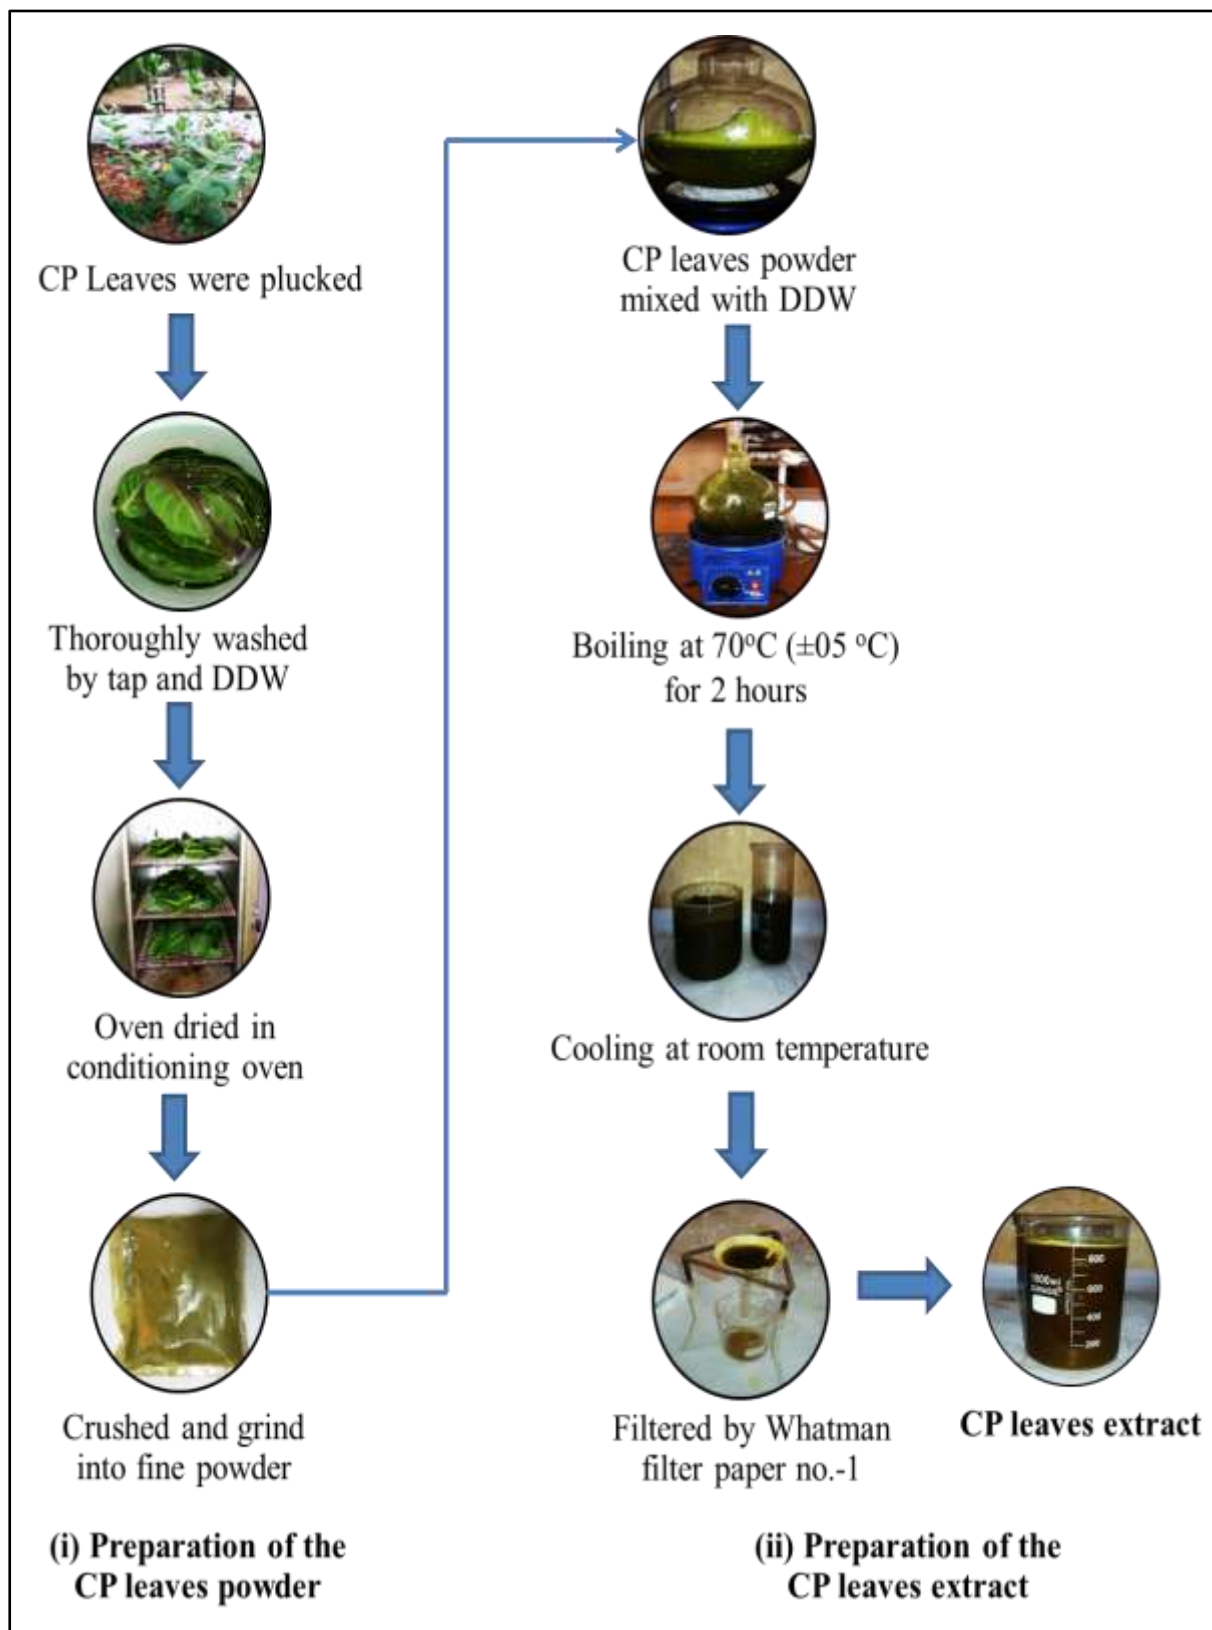 CP Leaves were plucked
Thoroughly washed
by tap and DDW
Oven dried in
conditioning oven
Crushed and grind
into fine powder
(i) Preparation of the
CP leaves powder
CP leaves powder
mixed with DDW
Boiling at 70°C (±05 °C)
for 2 hours
Cooling at room temperature
Filtered by Whatman
filter paper no.-1
CP leaves extract
400
200
(ii) Preparation of the
CP leaves extract